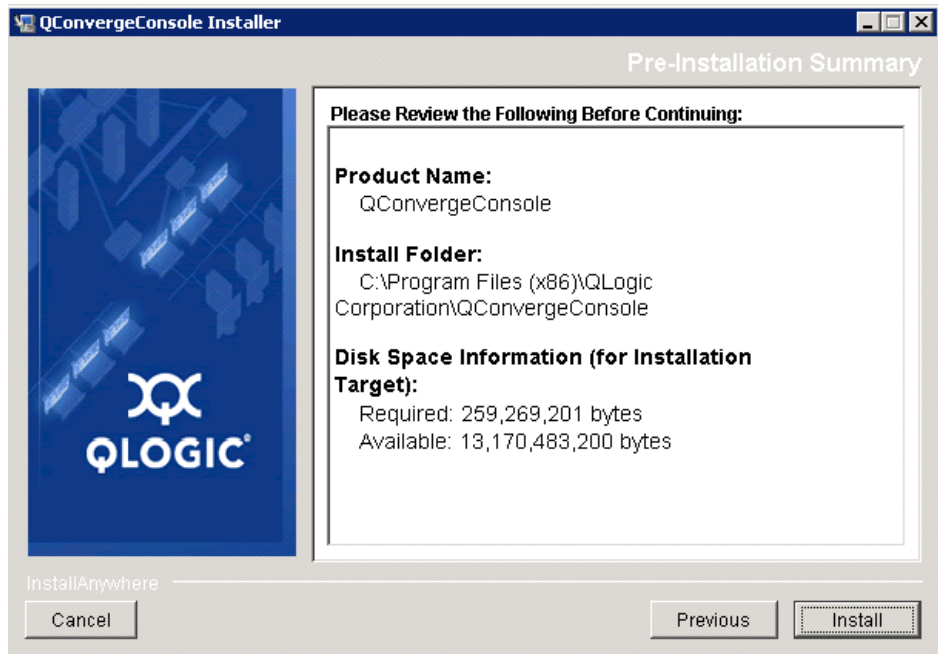 QConvergeConsole Installer
Pre-Installation Summary
Please Review the Following Before Continuing:
Product Name:
QConvergeConsole
Install Folder:
C:\Program Files (x86)\QLogic
Corporation\QConvergeConsole
Disk Space Information (for Installation
Target):
Required: 259,269,201 bytes
Available: 13,170,483,200 bytes
QLOGIC®
InstallAnywhere
Cancel
Previous
Install